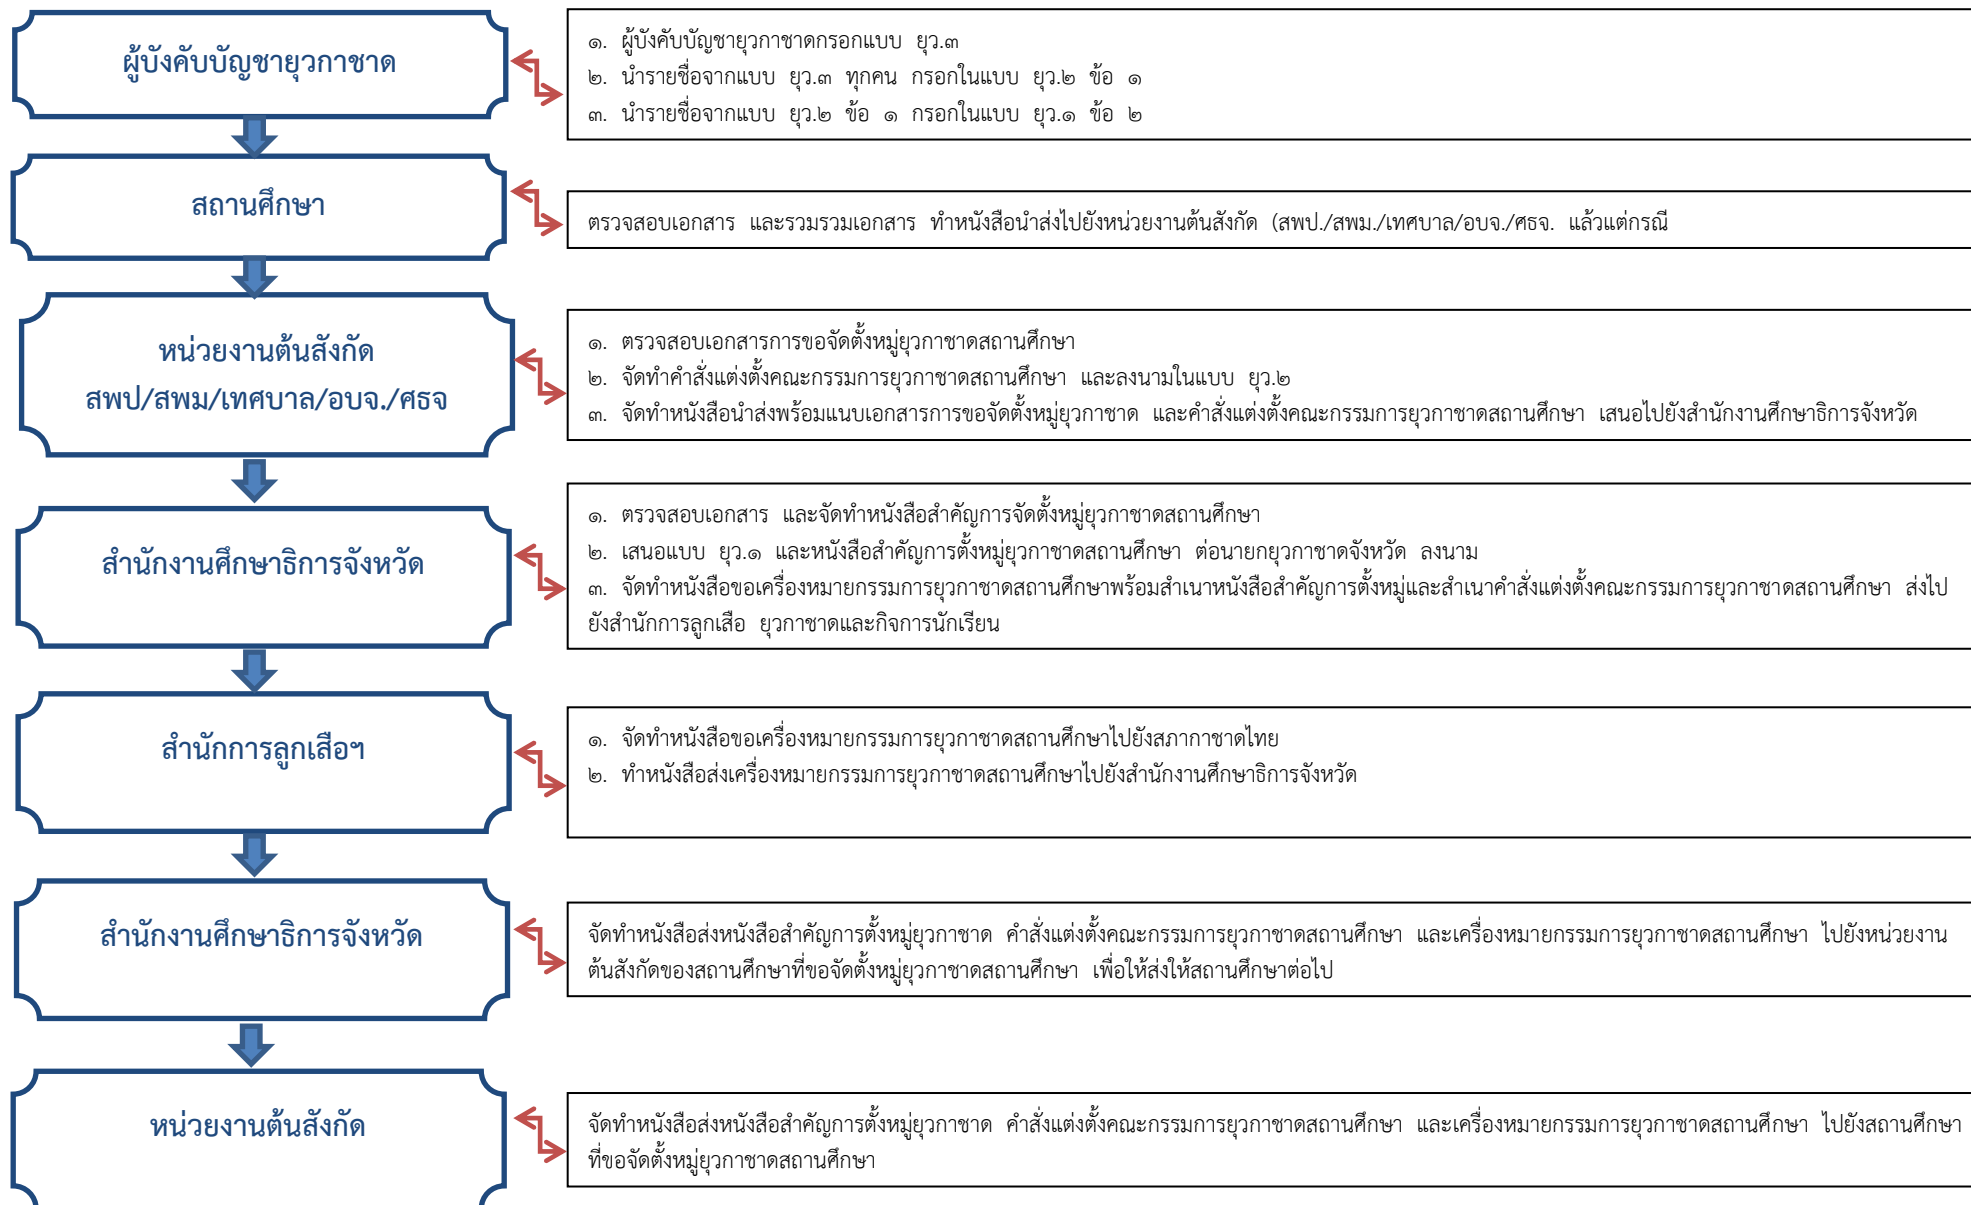 ผู้บังคับบัญชายุวกาชาด
๑. ผู้บังคับบัญชายุวกาชาดกรอกแบบ ยุว.๓
๒. นำรายชื่อจากแบบ ยุว.๓ ทุกคน กรอกในแบบ ยุว.๒ ข้อ ๑
๓. นำรายชื่อจากแบบ ยุว.๒ ข้อ ๑ กรอกในแบบ ยุว.๑ ข้อ ๒
สถานศึกษา
ตรวจสอบเอกสาร และรวมรวมเอกสาร ทำหนังสือนำส่งไปยังหน่วยงานต้นสังกัด (สพป./สพม./เทศบาล/อบจ./ศธจ. แล้วแต่กรณี
หน่วยงานต้นสังกัด
สพป/สพม/เทศบาล/อบจ./ศธจ
๑. ตรวจสอบเอกสารการขอจัดตั้งหมู่ยุวกาชาดสถานศึกษา
๒. จัดทำคำสั่งแต่งตั้งคณะกรรมการยุวกาชาดสถานศึกษา และลงนามในแบบ ยุว.๒
๓. จัดทำหนังสือนำส่งพร้อมแนบเอกสารการขอจัดตั้งหมู่ยุวกาชาด และคำสั่งแต่งตั้งคณะกรรมการยุวกาชาดสถานศึกษา เสนอไปยังสำนักงานศึกษาธิการจังหวัด
สำนักงานศึกษาธิการจังหวัด
๑. ตรวจสอบเอกสาร และจัดทำหนังสือสำคัญการจัดตั้งหมู่ยุวกาชาดสถานศึกษา
๒. เสนอแบบ ยุว.๑ และหนังสือสำคัญการตั้งหมู่ยุวกาชาดสถานศึกษา ต่อนายกยุวกาชาดจังหวัด ลงนาม
๓. จัดทำหนังสือขอเครื่องหมายกรรมการยุวกาชาดสถานศึกษาพร้อมสำเนาหนังสือสำคัญการตั้งหมู่และสำเนาคำสั่งแต่งตั้งคณะกรรมการยุวกาชาดสถานศึกษา ส่งไป
ยังสำนักการลูกเสือ ยุวกาชาดและกิจการนักเรียน
สำนักการลูกเสือฯ
๑. จัดทำหนังสือขอเครื่องหมายกรรมการยุวกาชาดสถานศึกษาไปยังสภากาชาดไทย
๒. ทำหนังสือส่งเครื่องหมายกรรมการยุวกาชาดสถานศึกษาไปยังสำนักงานศึกษาธิการจังหวัด
สำนักงานศึกษาธิการจังหวัด
จัดทำหนังสือส่งหนังสือสำคัญการตั้งหมู่ยุวกาชาด คำสั่งแต่งตั้งคณะกรรมการยุวกาชาดสถานศึกษา และเครื่องหมายกรรมการยุวกาชาดสถานศึกษา ไปยังหน่วยงาน
ต้นสังกัดของสถานศึกษาที่ขอจัดตั้งหมู่ยุวกาชาดสถานศึกษา เพื่อให้ส่งให้สถานศึกษาต่อไป
หน่วยงานต้นสังกัด
จัดทำหนังสือส่งหนังสือสำคัญการตั้งหมู่ยุวกาชาด คำสั่งแต่งตั้งคณะกรรมการยุวกาชาดสถานศึกษา และเครื่องหมายกรรมการยุวกาชาดสถานศึกษา ไปยังสถานศึกษา
ที่ขอจัดตั้งหมู่ยุวกาชาดสถานศึกษา